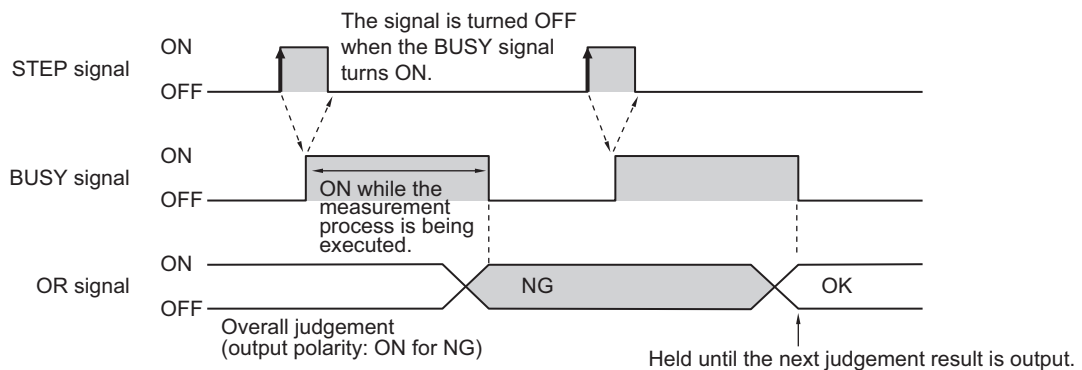 The signal is turned OFF
when the BUSY signal
turns ON.
ON
STEP signal
OFF
ON
BUSY signal
OFF
ON while the
measurement
process is being
executed.
ON
OR signal
OFF
NG
OK
Overall judgement
(output polarity: ON for NG)
Held until the next judgement result is output.